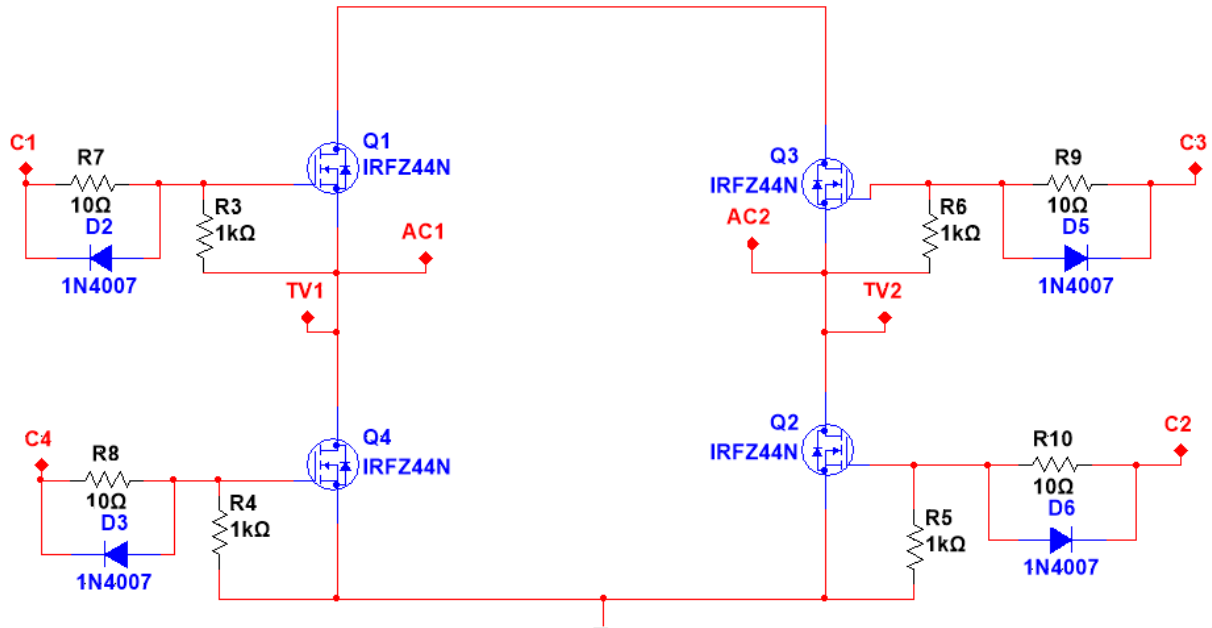 C1
R7
10Ω
D2
1N4007
R3
1kΩ
Q1
IRFZ44N
AC1
TV1
Q3
IRFZ44N
AC2
R6
1kΩ
R9
10Ω
D5
1N4007
C3
TV2
C4
R8
10Ω
D3
1N4007
R4
1kΩ
Q4
IRFZ44N
Q2
IRFZ44N
R5
1kΩ
R10
10Ω
D6
1N4007
C2